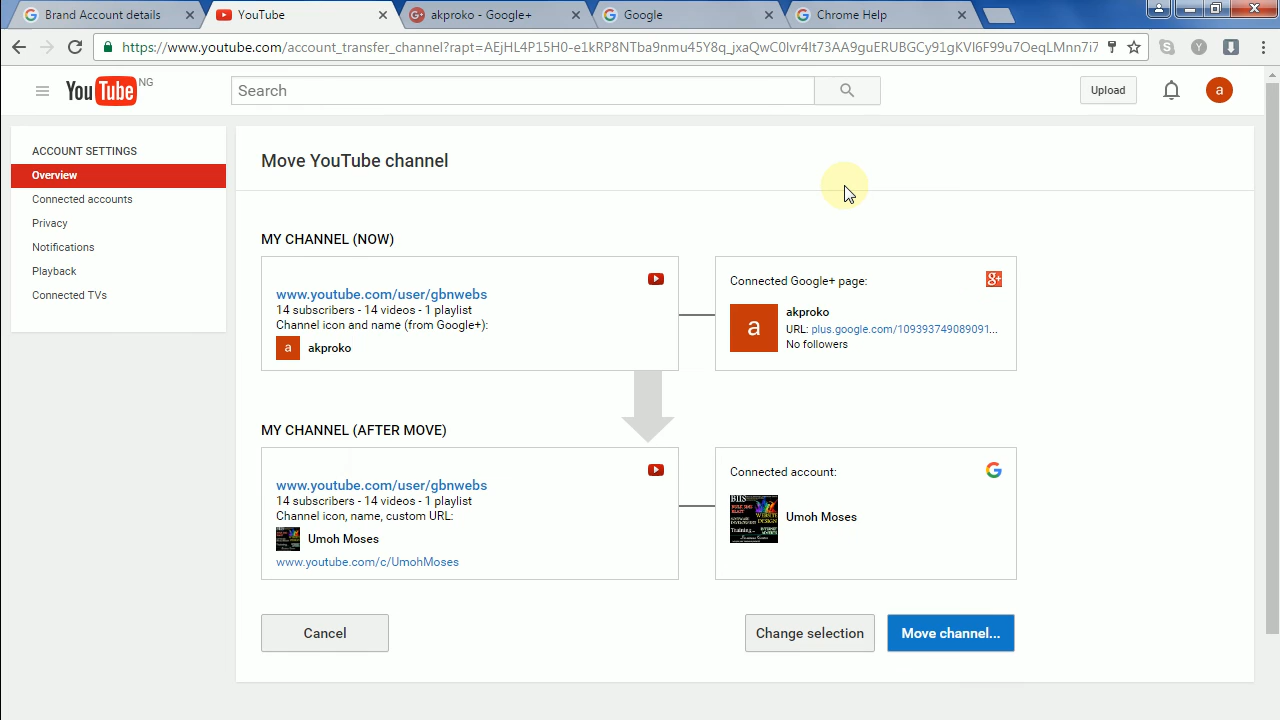 Brand Account details
YouTube
akproko - Google+
Google
Chrome Help
https://www.youtube.com/account_transfer_channel?rapt=
YouTube NG
Search
Upload
a
ACCOUNT SETTINGS
Overview
Connected accounts
Privacy
Notifications
Playback
Connected TVs
Move YouTube channel
MY CHANNEL (NOW)
www.youtube.com/user/gbnwebs
14 subscribers - 14 videos - 1 playlist
Channel icon and name (from Google+):
a akproko
Connected Google+ page:
g+
a
akproko
URL: plus.google.com/109393749089091...
No followers
MY CHANNEL (AFTER MOVE)
www.youtube.com/user/gbnwebs
14 subscribers - 14 videos - 1 playlist
Channel icon, name, custom URL:
Umoh Moses
www.youtube.com/c/UmohMoses
Connected account:
Umoh Moses
Cancel
Change selection
Move channel...